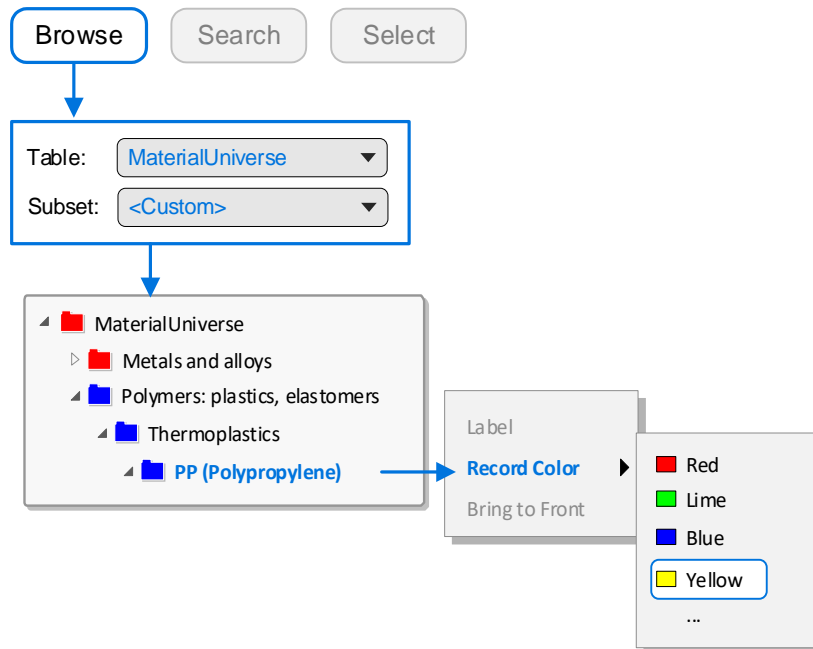 Browse Search Select
Table: MaterialUniverse
Subset: <Custom>
MaterialUniverse
Metals and alloys
Polymers: plastics, elastomers
Thermoplastics
PP (Polypropylene)
Label
Record Color
Bring to Front
Red
Lime
Blue
Yellow
...